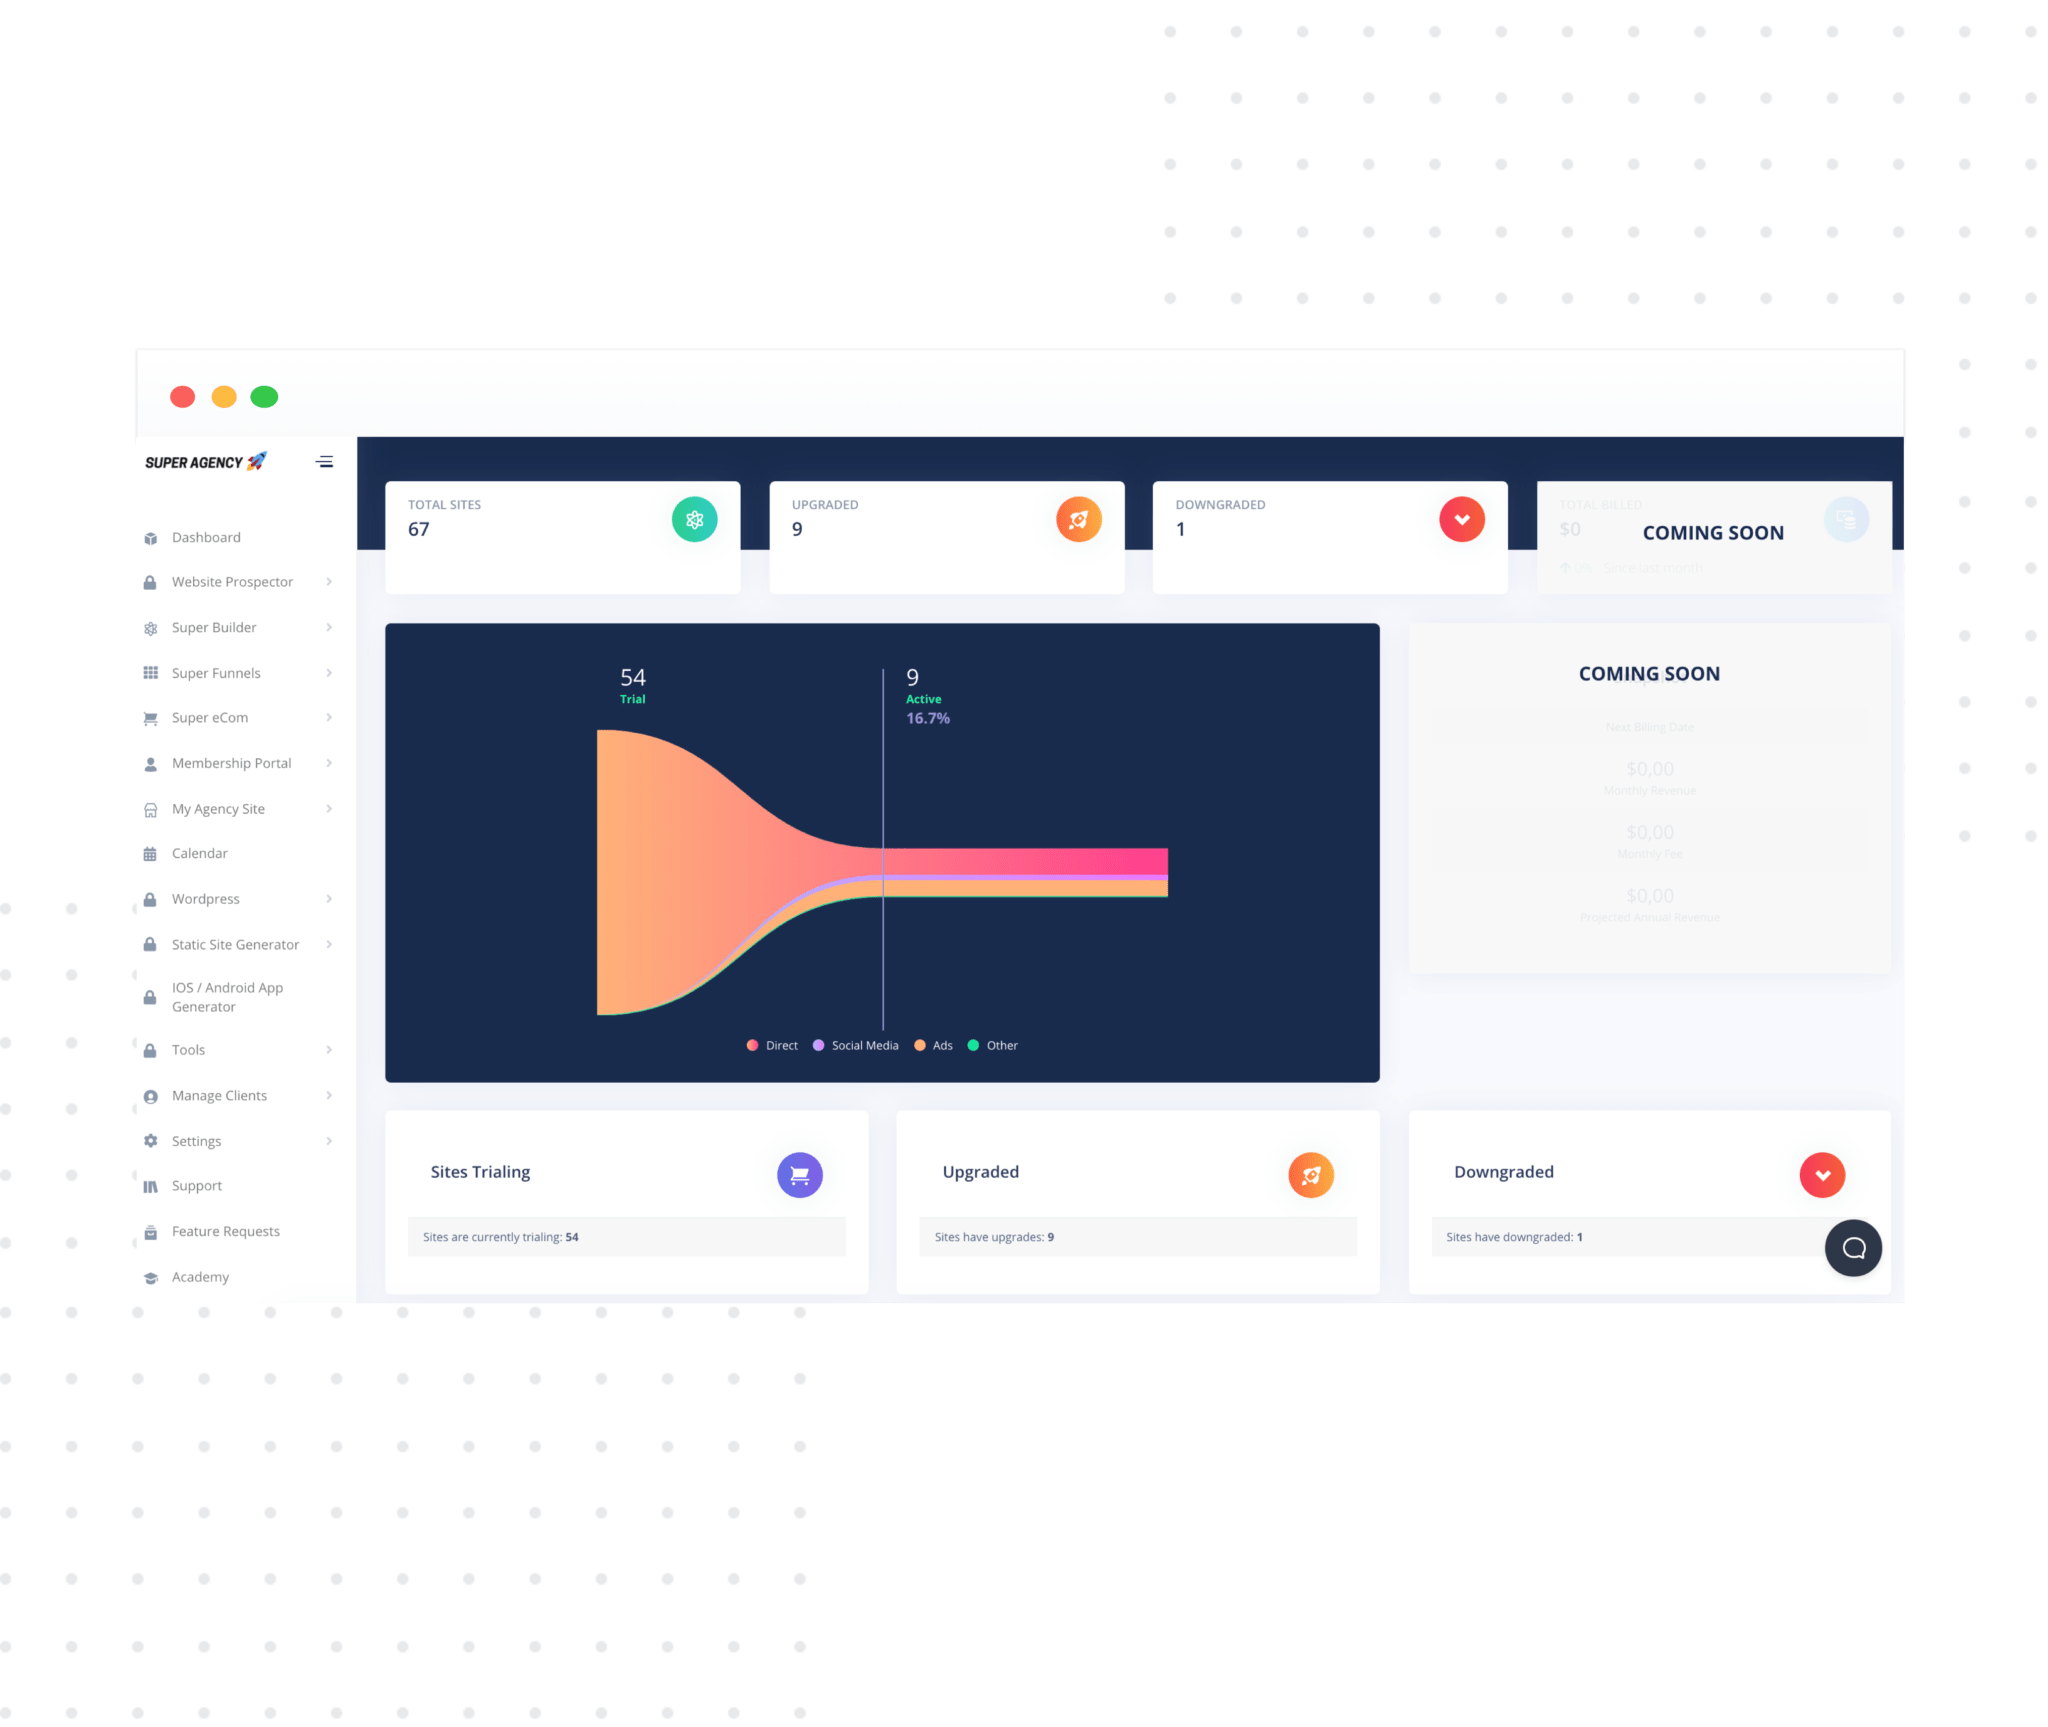 SUPER AGENCY
Dashboard
Website Prospector
Super Builder
Super Funnels
Super eCom
Membership Portal
My Agency Site
Calendar
Wordpress
Static Site Generator
IOS / Android App
Generator
Tools
Manage Clients
Settings
Support
Feature Requests
Academy
TOTAL SITES
67
UPGRADED
9
DOWNGRADED
1
TOTAL BILLED
$0
COMING SOON
0% Since last month
54
Trial
9
Active
16.7%
Direct
Social Media
Ads
Other
COMING SOON
Next Billing Date
$0,00
Monthly Revenue
$0,00
Monthly Fee
$0,00
Projected Annual Revenue
Sites Trialing
Sites are currently trialing: 54
Upgraded
Sites have upgrades: 9
Downgraded
Sites have downgraded: 1